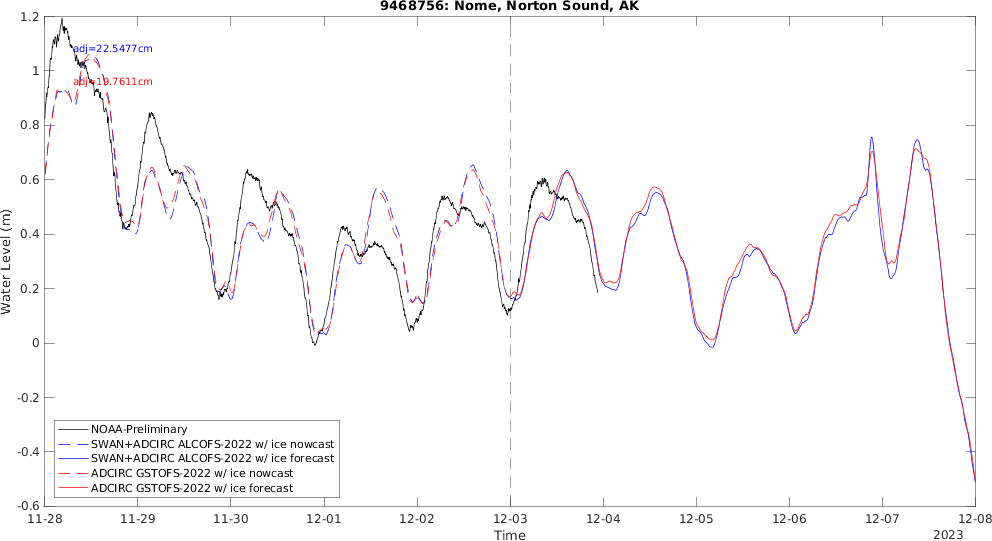 9468756: Nome, Norton Sound, AK
1.2
1
0.8
0.6
0.4
0.2
0
-0.2
-0.4
-0.6
Water Level (m)
adj=22.5477cm
adj=19.7611cm
NOAA-Preliminary
SWAN+ADCIRC ALCOFS-2022 w/ ice nowcast
SWAN+ADCIRC ALCOFS-2022 w/ ice forecast
ADCIRC GSTOFS-2022 w/ ice nowcast
ADCIRC GSTOFS-2022 w/ ice forecast
11-28 11-29 11-30 12-01 12-02 12-03 12-04 12-05 12-06 12-07 12-08
Time
2023